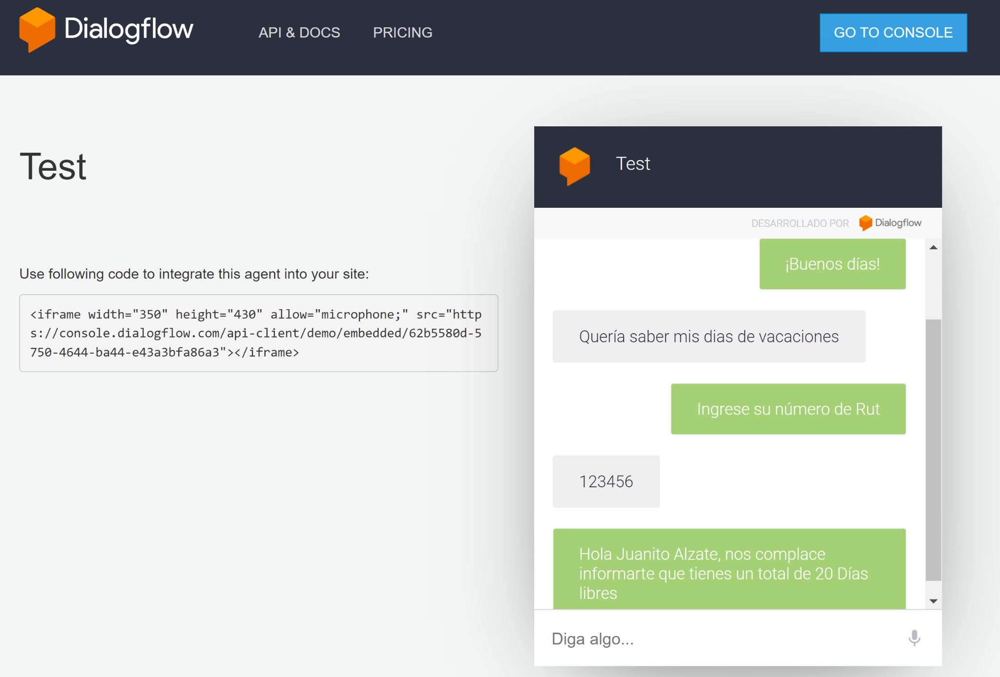 Dialogflow
API & DOCS
PRICING
GO TO CONSOLE
Test
Use following code to integrate this agent into your site:
<iframe width="350" height="430" allow="microphone;" src="http
s://console.dialogflow.com/api-client/demo/embedded/62b5580d-5
750-4644-ba44-e43a3bfa86a3"></iframe>
Test
DESARROLLADO POR Dialogflow
¡Buenos días!
Quería saber mis dias de vacaciones
Ingrese su número de Rut
123456
Hola Juanito Alzate, nos complace
informarte que tienes un total de 20 Días
libres
Diga algo...